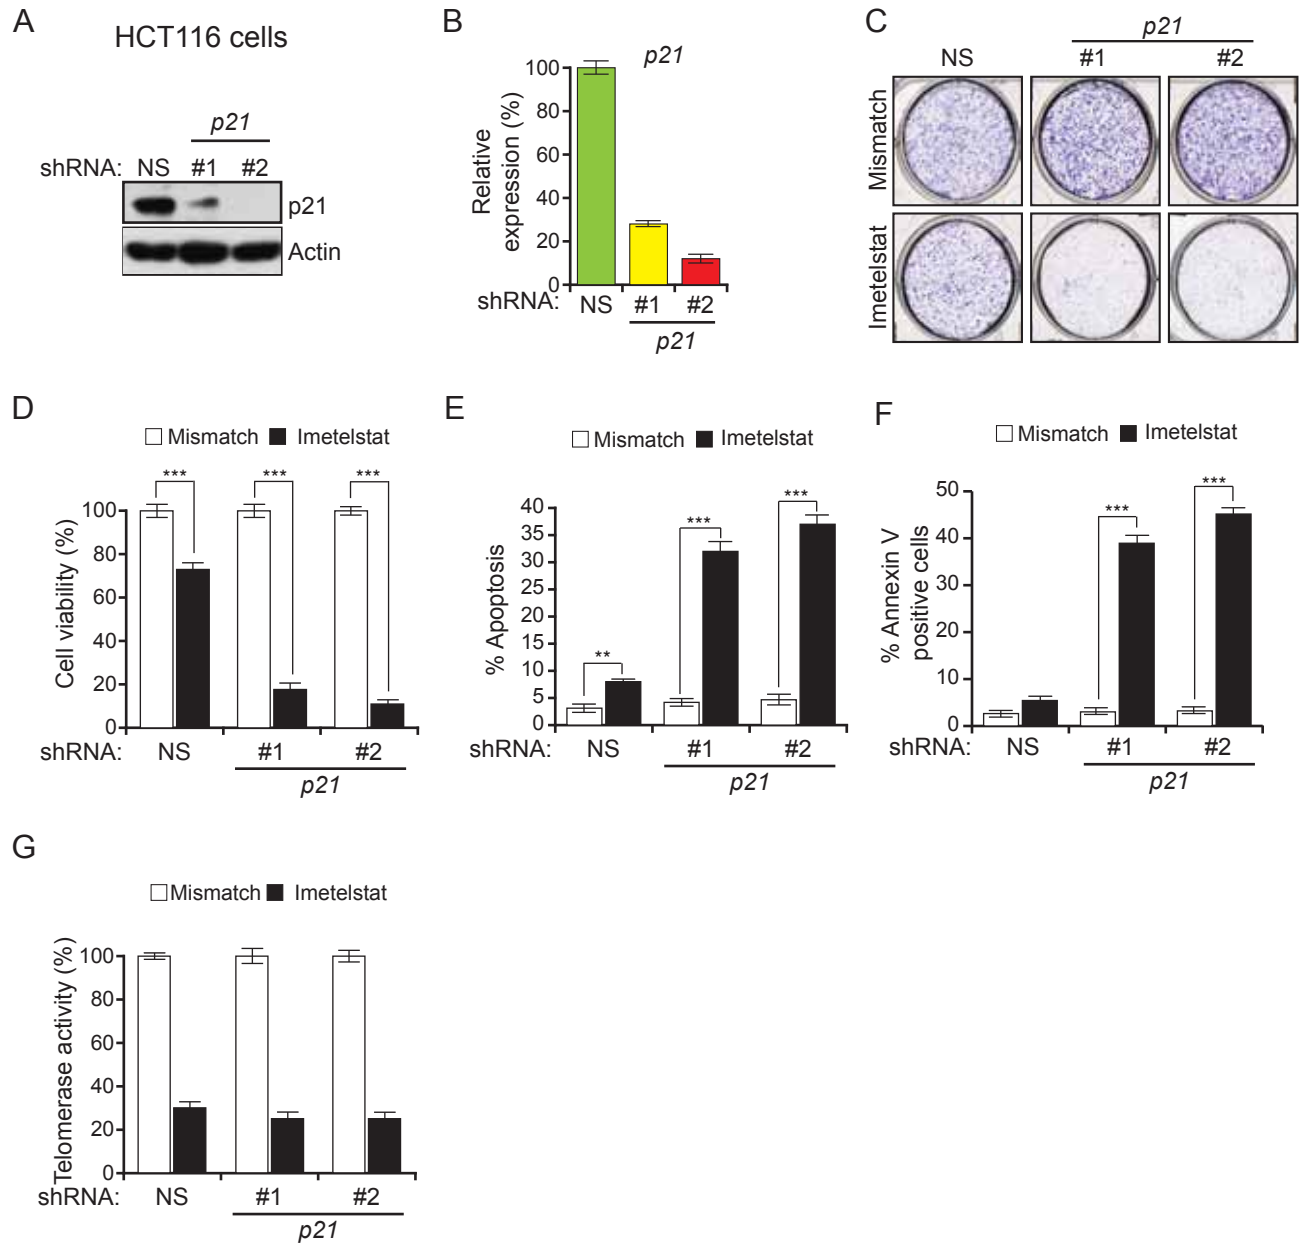 A
HCT116 cells
p21
shRNA: NS #1 #2
p21
Actin
B
p21
Relative
expression (%)
100
80
60
40
20
0
shRNA: NS #1 #2
p21
C
p21
NS #1 #2
Mismatch
Imetelstat
D
Mismatch Imetelstat
Cell viability (%)
*** *** ***
100
80
60
40
20
0
shRNA: NS #1 #2
p21
E
Mismatch Imetelstat
% Apoptosis
** *** ***
40
35
30
25
20
15
10
5
0
shRNA: NS #1 #2
p21
F
Mismatch Imetelstat
% Annexin V
positive cells
*** ***
50
40
30
20
10
0
shRNA: NS #1 #2
p21
G
Mismatch Imetelstat
Telomerase activity (%)
100
80
60
40
20
0
shRNA: NS #1 #2
p21